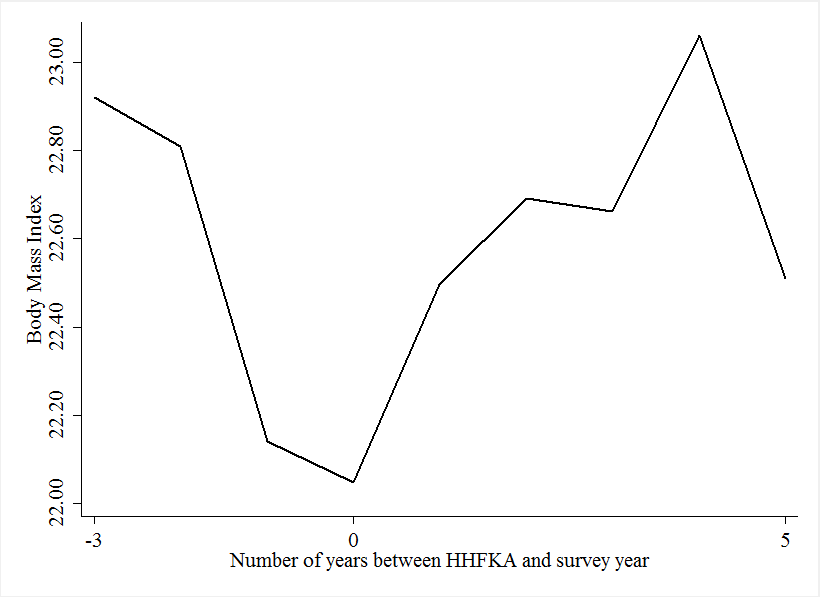 23.00
22.80
22.60
22.40
22.20
22.00
Body Mass Index
-3 0 5
Number of years between HHFKA and survey year